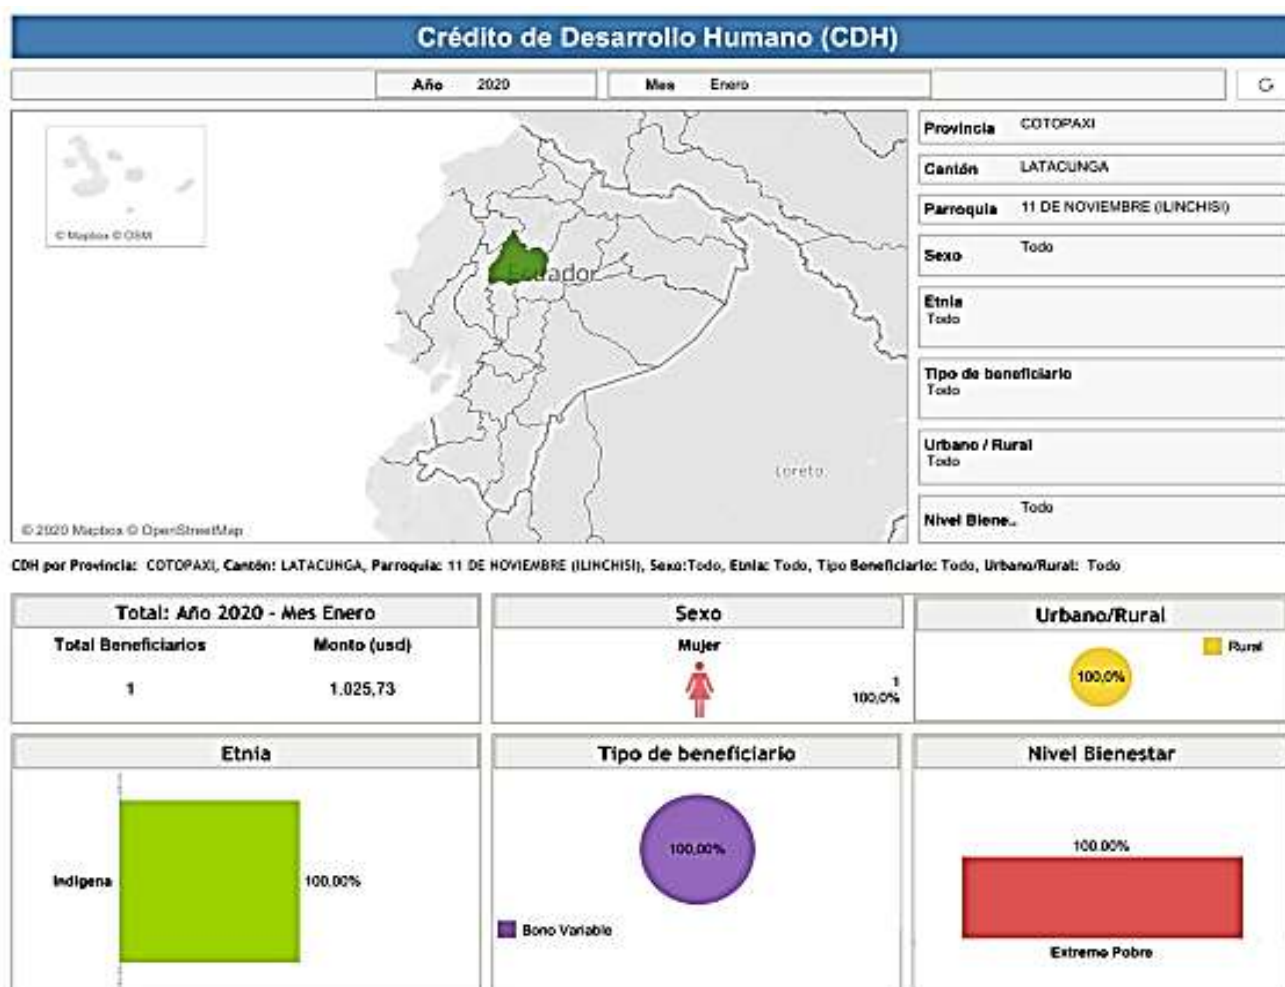 Crédito de Desarrollo Humano (CDH)
Año 2020 Mes Enero
© Mapbox © OSM
Ecuador
Loreto
© 2020 Mapbox © OpenStreetMap
Provincia COTOPAXI
Cantón LATACUNGA
Parroquia 11 DE NOVIEMBRE (ILINCHISI)
Sexo Todo
Etnia
Todo
Tipo de beneficiario
Todo
Urbano / Rural
Todo
Nivel Biene.. Todo
CDH por Provincia: COTOPAXI, Cantón: LATACUNGA, Parroquia: 11 DE NOVIEMBRE (ILINCHISI), Sexo:Todo, Etnia: Todo, Tipo Beneficiario: Todo, Urbano/Rural: Todo
Total: Año 2020 - Mes Enero
Total Beneficiarios Monto (usd)
1 1.025,73
Sexo
Mujer
1
100,0%
Urbano/Rural
Rural
100,0%
Etnia
Indígena 100.00%
Tipo de beneficiario
100,00%
Bono Variable
Nivel Bienestar
100.00%
Extremo Pobre